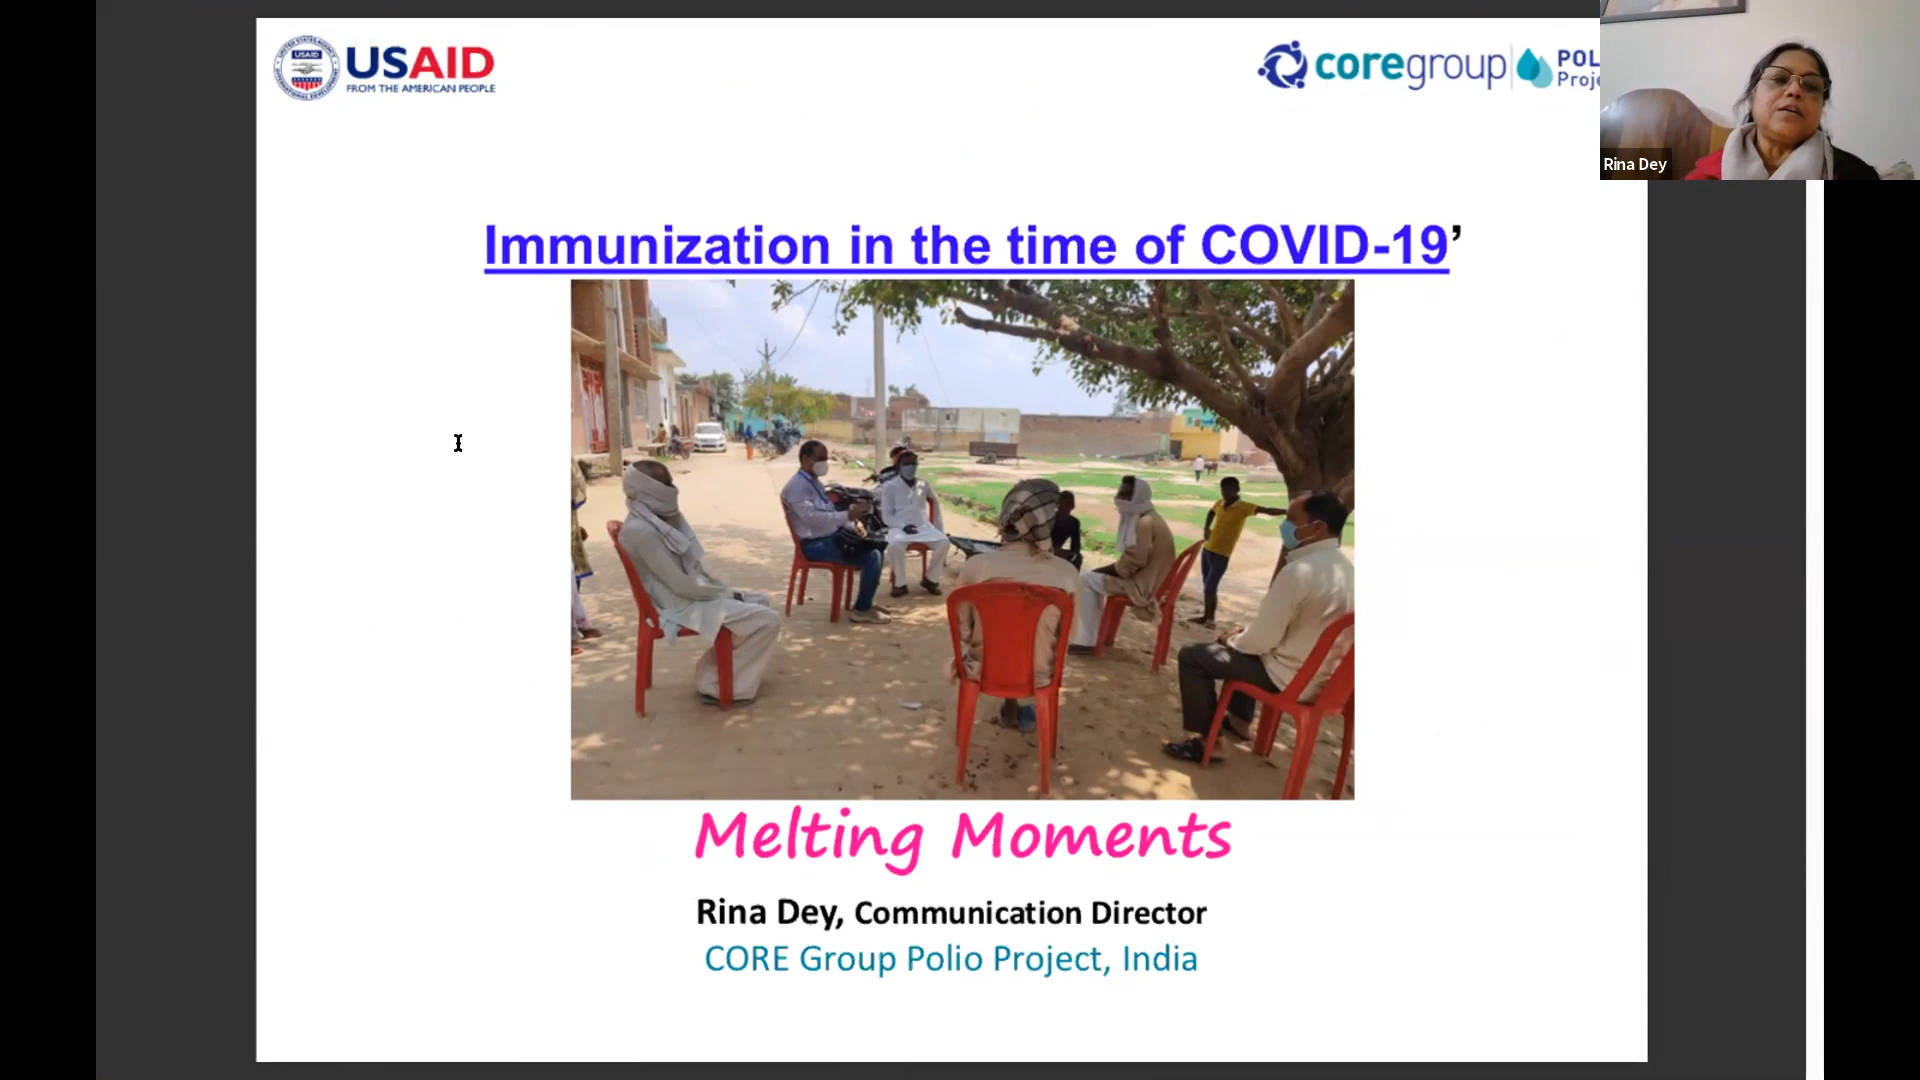 USAID
FROM THE AMERICAN PEOPLE
coregroup
POL
Proje
Rina Dey
Immunization in the time of COVID-19’
Melting Moments
Rina Dey, Communication Director
CORE Group Polio Project, India